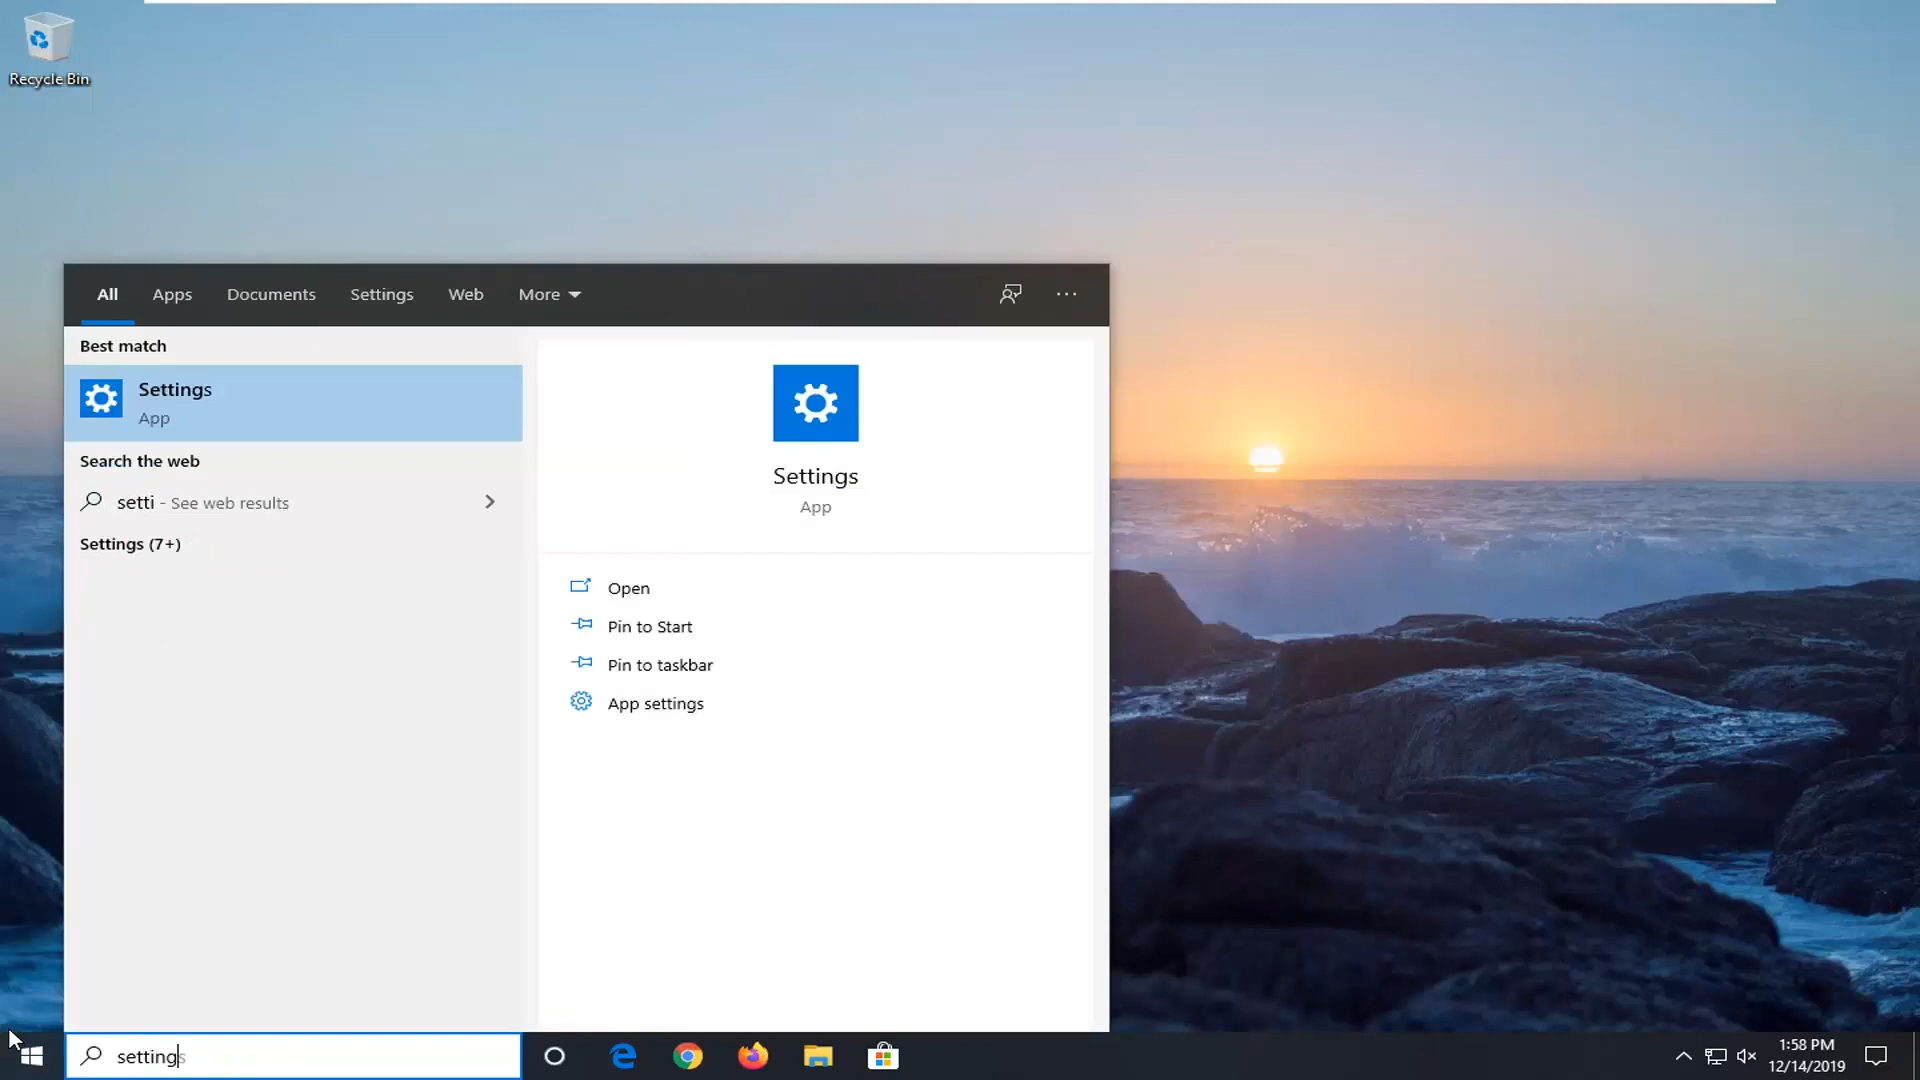 Recycle Bin
All Apps Documents Settings Web More
Best match
Settings
App
Search the web
setti - See web results
Settings (7+)
Settings
App
Open
Pin to Start
Pin to taskbar
App settings
settings
1:58 PM
12/14/2019